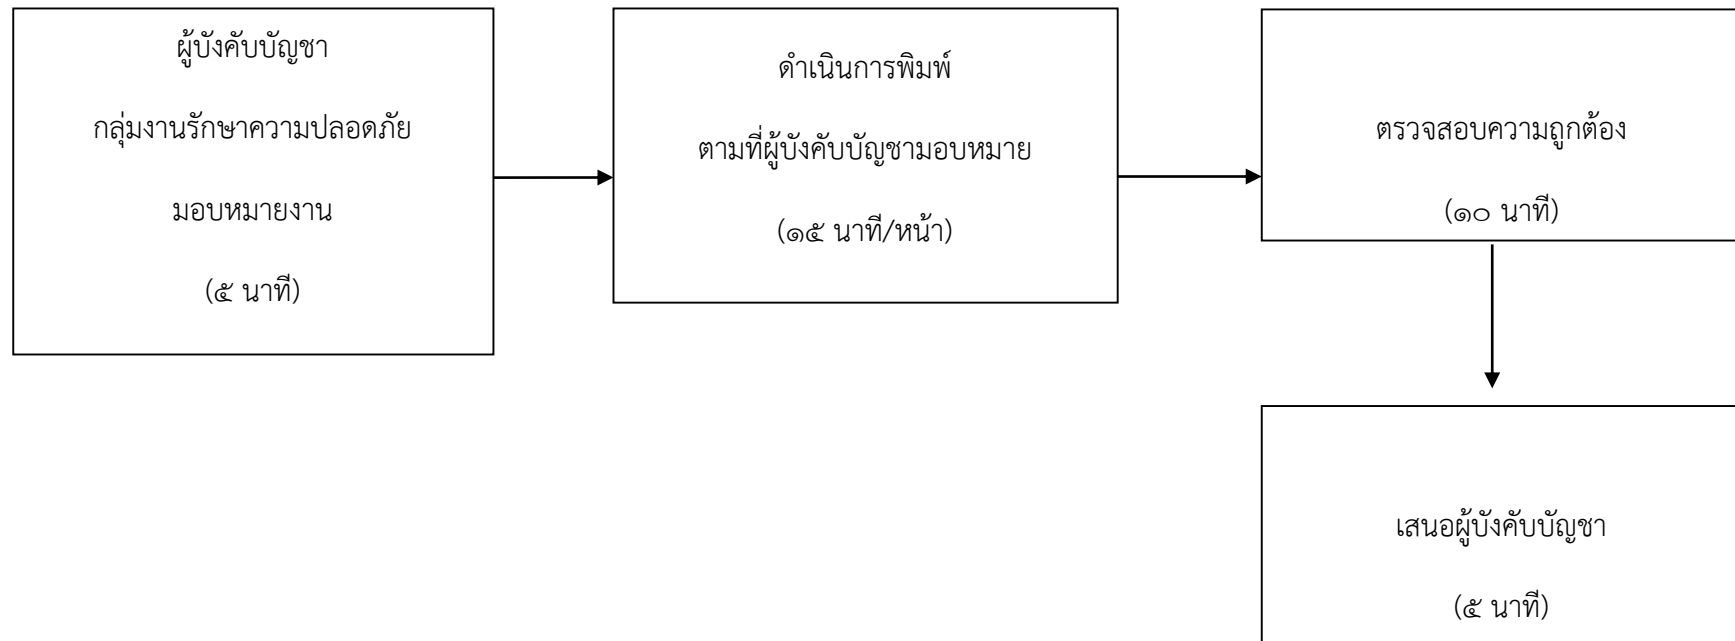 ผู้บังคับบัญชา
กลุ่มงานรักษาความปลอดภัย
มอบหมายงาน
(๕ นาที)
ดำเนินการพิมพ์
ตามที่ผู้บังคับบัญชามอบหมาย
(๑๕ นาที/หน้า)
ตรวจสอบความถูกต้อง
(๑๐ นาที)
เสนอผู้บังคับบัญชา
(๕ นาที)